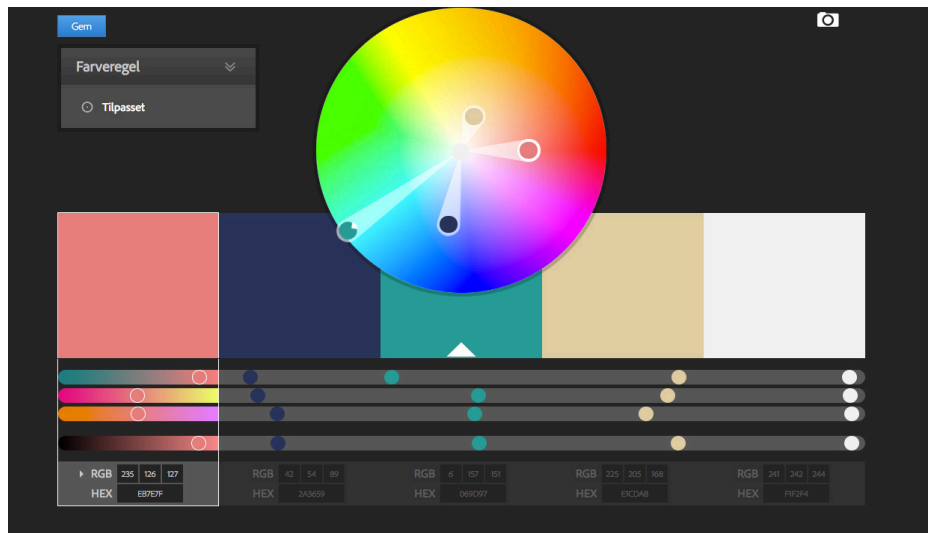 Gem
Farveregel
Tilpasset
RGB 235 126 127
HEX EB7E7F
RGB 42 54 89
HEX 2A3659
RGB 6 157 151
HEX 069D97
RGB 225 205 168
HEX E1CDA8
RGB 241 242 244
HEX F1F2F4